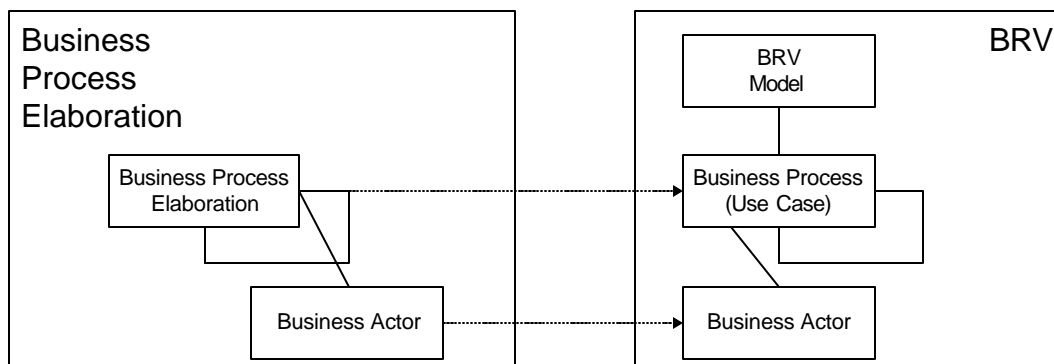 Business
Process
Elaboration
Business Process
Elaboration
Business Actor
BRV
BRV
Model
Business Process
(Use Case)
Business Actor